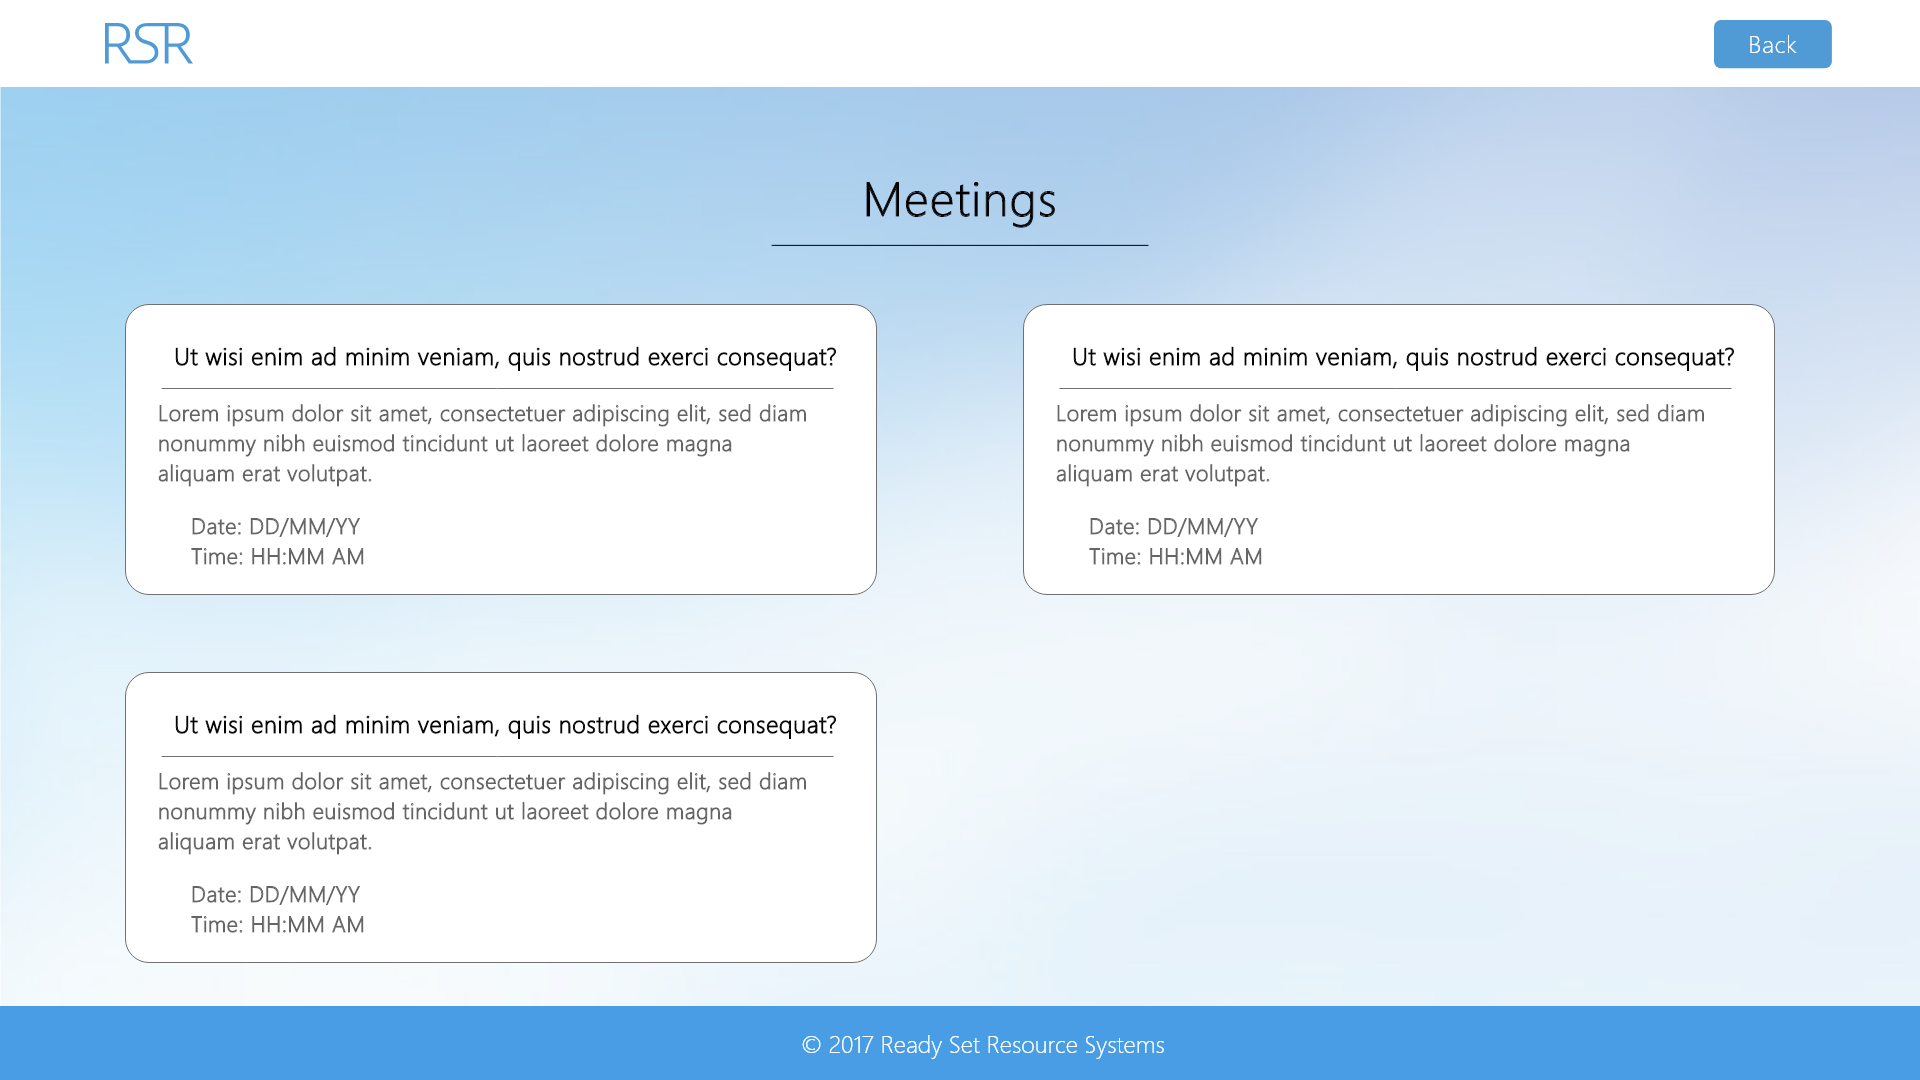 RSR
Back
Meetings
Ut wisi enim ad minim veniam, quis nostrud exerci consequat?
Lorem ipsum dolor sit amet, consectetuer adipiscing elit, sed diam
nonummy nibh euismod tincidunt ut laoreet dolore magna
aliquam erat volutpat.
Date: DD/MM/YY
Time: HH:MM AM
Ut wisi enim ad minim veniam, quis nostrud exerci consequat?
Lorem ipsum dolor sit amet, consectetuer adipiscing elit, sed diam
nonummy nibh euismod tincidunt ut laoreet dolore magna
aliquam erat volutpat.
Date: DD/MM/YY
Time: HH:MM AM
Ut wisi enim ad minim veniam, quis nostrud exerci consequat?
Lorem ipsum dolor sit amet, consectetuer adipiscing elit, sed diam
nonummy nibh euismod tincidunt ut laoreet dolore magna
aliquam erat volutpat.
Date: DD/MM/YY
Time: HH:MM AM
© 2017 Ready Set Resource Systems